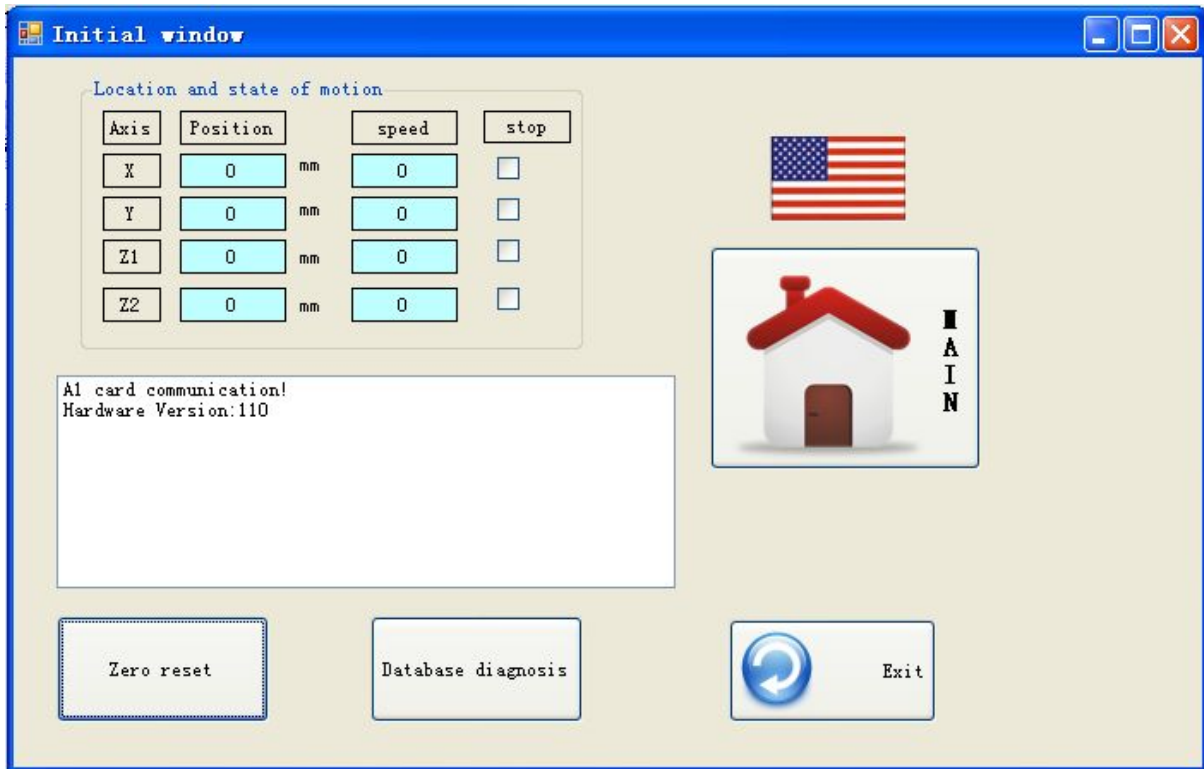 Initial window
Location and state of motion
Axis Position speed stop
X 0 mm 0
Y 0 mm 0
Z1 0 mm 0
Z2 0 mm 0
A1 card communication!
Hardware Version:110
MAIN
Zero reset
Database diagnosis
Exit